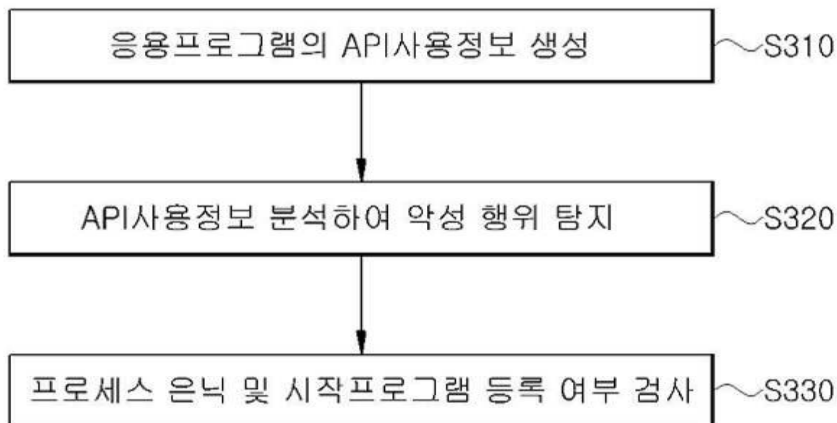 응용프로그램의 API사용정보 생성 S310
API사용정보 분석하여 악성 행위 탐지 S320
프로세스 은닉 및 시작프로그램 등록 여부 검사 S330